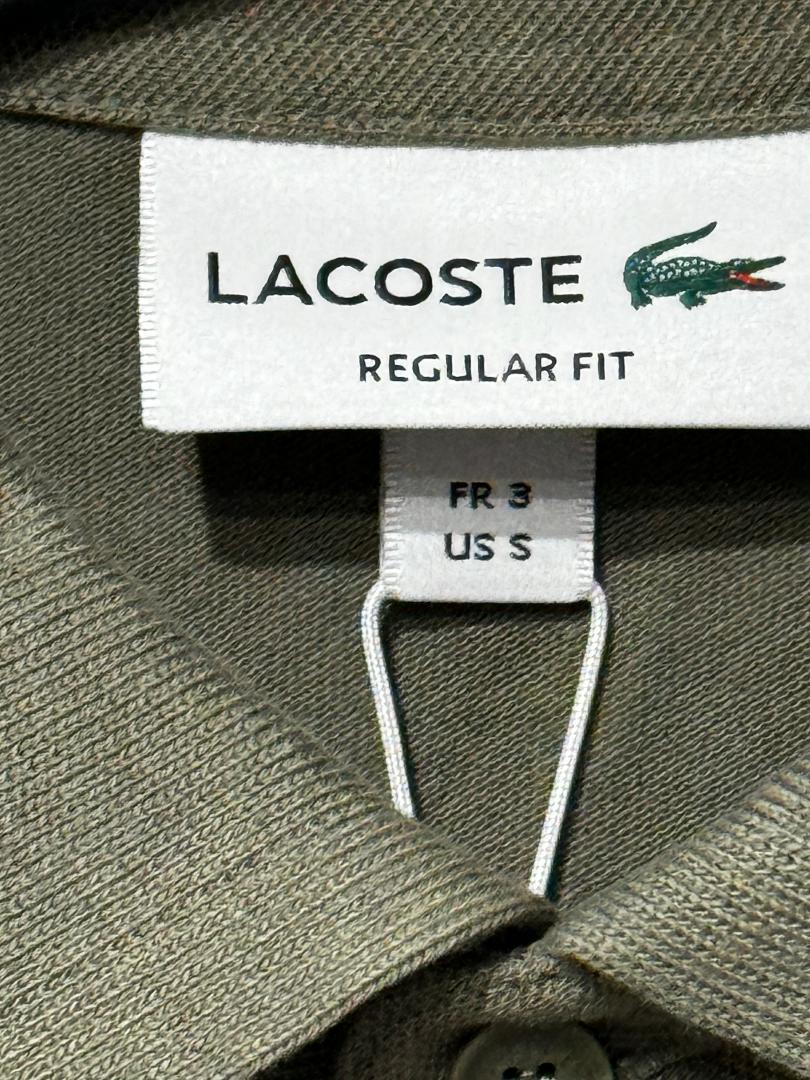 LACOSTE
REGULAR FIT
FR 3
US S